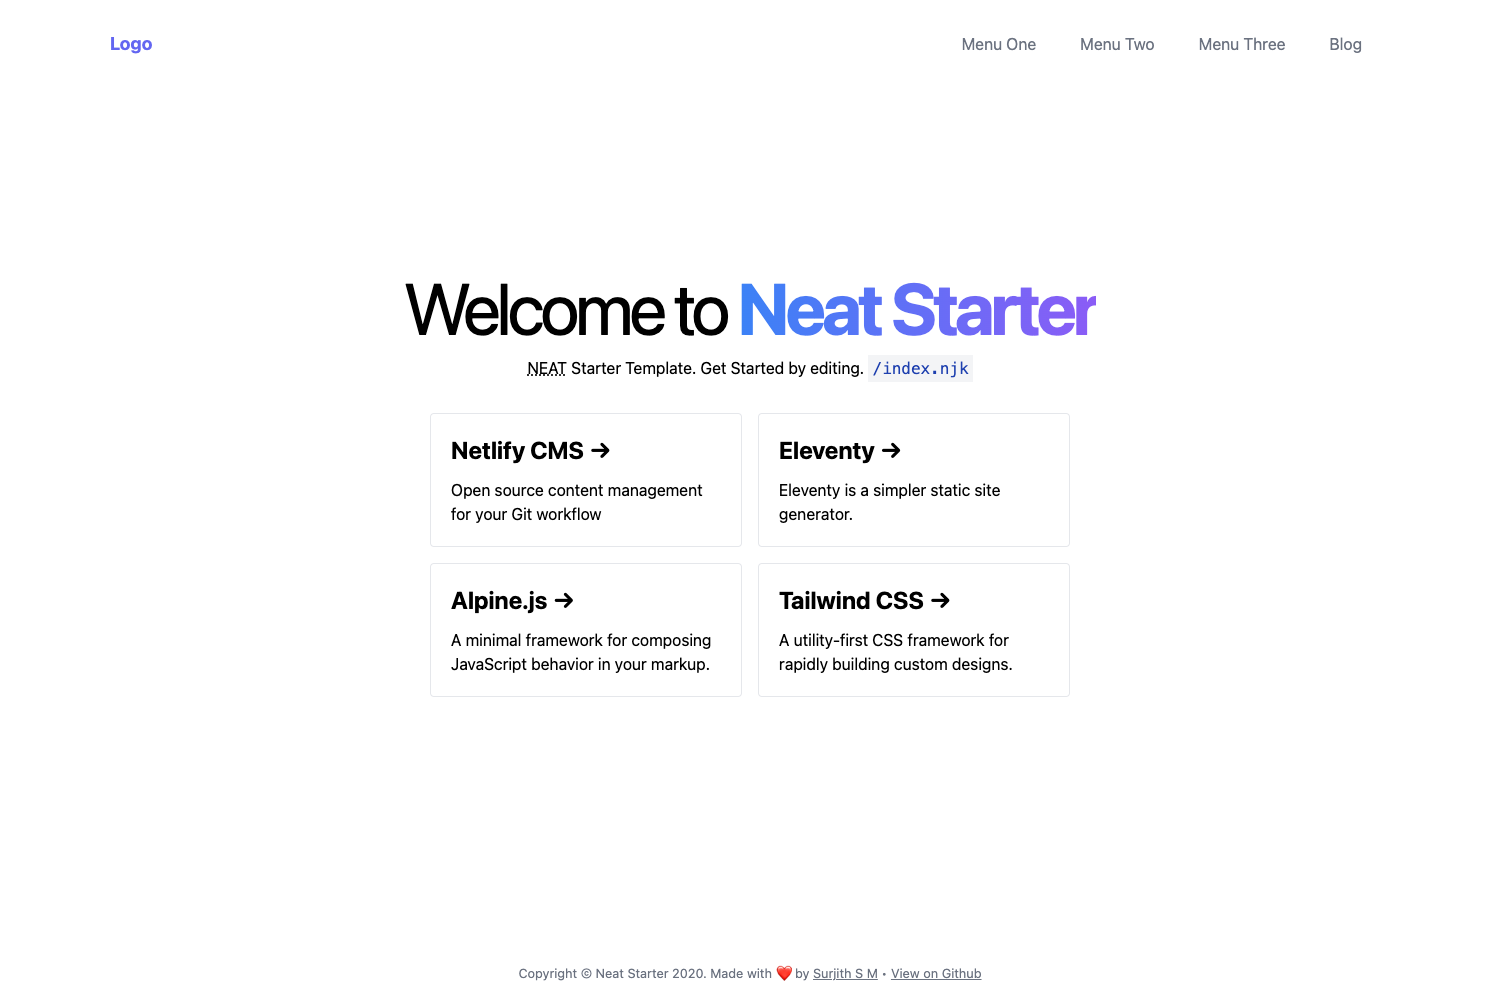 Logo
Menu One Menu Two Menu Three Blog
Welcome to Neat Starter
NEAT Starter Template. Get Started by editing. /index.njk
Netlify CMS →
Open source content management
for your Git workflow
Eleventy →
Eleventy is a simpler static site
generator.
Alpine.js →
A minimal framework for composing
JavaScript behavior in your markup.
Tailwind CSS →
A utility-first CSS framework for
rapidly building custom designs.
Copyright © Neat Starter 2020. Made with ❤️ by Surjith S M • View on Github